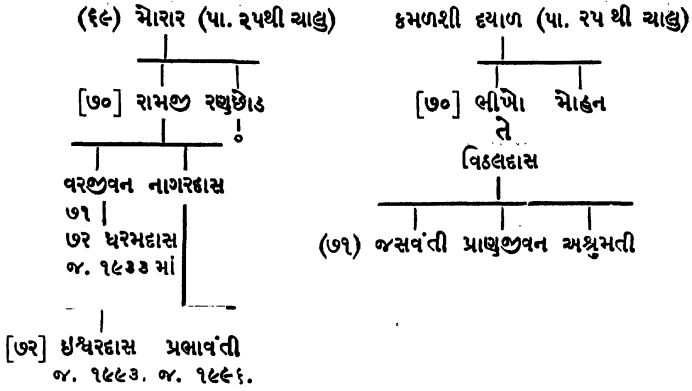 (૬૯) મોરાર (પા. ૨૫થી ચાલુ)
[૭૦] રામજી રણછોડ
૦
વરજીવન નાગરદાસ
૭૧
૭૨ ધરમદાસ
જ. ૧૯૩૩ માં
[૭૨] ઇશ્વરદાસ પ્રભાવંતી
જ. ૧૯૯૩. જ. ૧૯૯૬.
કમળશી દયાળ (પા. ૨૫ થી ચાલુ)
[૭૦] ભીખો મોહન
તે
વિઠલદાસ
(૭૧) જસવંતી પ્રાણજીવન અશ્રુમતી